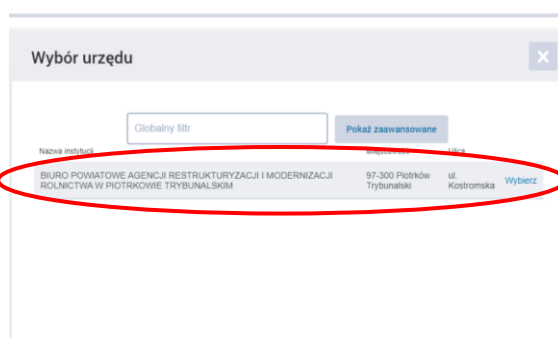 Wybór urzędu
X
Globalny filtr
Pokaż zaawansowane
Nazwa instytucji Miejscowość Ulica
BIURO POWIATOWE AGENCJI RESTRUKTURYZACJI I MODERNIZACJI 97-300 Piotrków ul.
ROLNICTWA W PIOTRKOWIE TRYBUNALSKIM Trybunalski Kostromska Wybierz